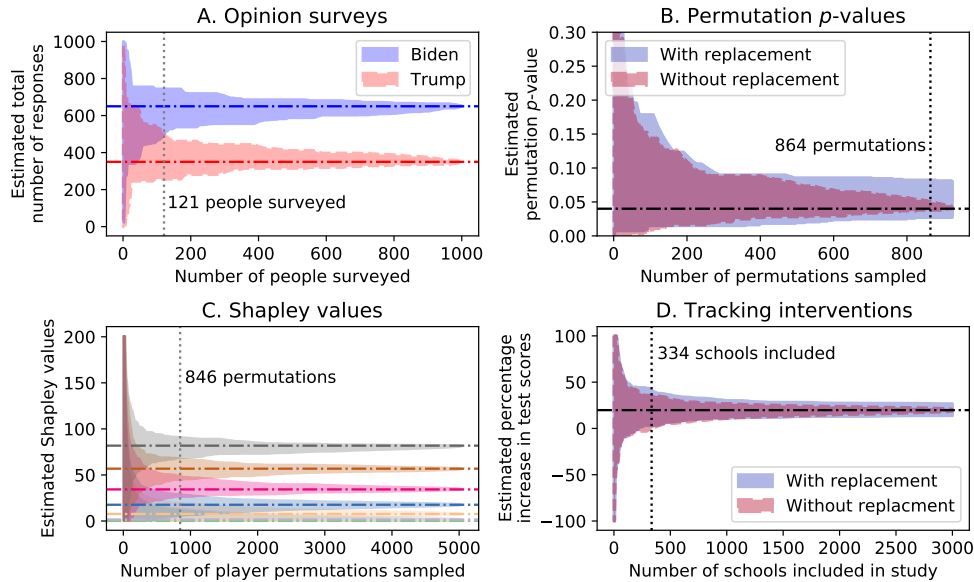 A. Opinion surveys
Estimated total
number of responses
1000
800
600
400
200
0
Biden
Trump
121 people surveyed
0 200 400 600 800 1000
Number of people surveyed
B. Permutation p-values
Estimated
permutation p-value
0.30
0.25
0.20
0.15
0.10
0.05
0.00
With replacement
Without replacement
864 permutations
0 200 400 600 800
Number of permutations sampled
C. Shapley values
Estimated Shapley values
200
150
100
50
0
846 permutations
0 1000 2000 3000 4000 5000
Number of player permutations sampled
D. Tracking interventions
Estimated percentage
increase in test scores
100
50
0
−50
−100
334 schools included
With replacement
Without replacment
0 500 1000 1500 2000 2500 3000
Number of schools included in study